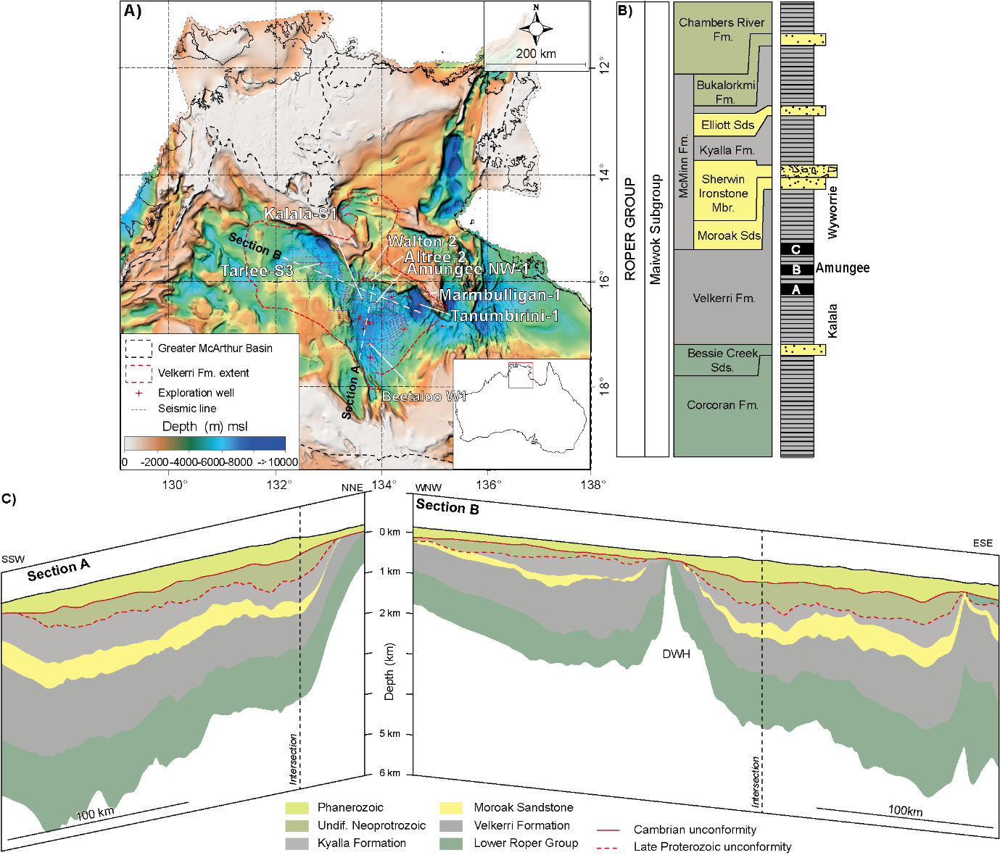 A)
N
200 km
12°
14°
16°
18°
Kalala-S1
Section B
Tarlee-S3
Walton 2
Altree-2
Amungee NW-1
Marmbulligan-1
Tanumbirini-1
Section A
Beetaloo W1
Greater McArthur Basin
Velkerri Fm. extent
Exploration well
Seismic line
Depth (m) msl
0 -2000 -4000 -6000 -8000 ->10000
130° 132° 134° 136° 138°
B)
ROPER GROUP
Maiwok Subgroup
Chambers River
Fm.
Bukalorkmi
Fm.
McMinn Fm.
Elliott Sds
Kyalla Fm.
Sherwin
Ironstone
Mbr.
Moroak Sds
Velkerri Fm.
Bessie Creek
Sds.
Corcoran Fm.
Wyworrie
C
B
A
Amungee
Kalala
C)
NNE
SSW
Section A
Intersection
100 km
0 km
1 km
2 km
Depth (km)
5 km
6 km
WNW
Section B
ESE
DWH
Intersection
100km
Phanerozoic
Undif. Neoprotrozoic
Kyalla Formation
Moroak Sandstone
Velkerri Formation
Lower Roper Group
Cambrian unconformity
Late Proterozoic unconformity